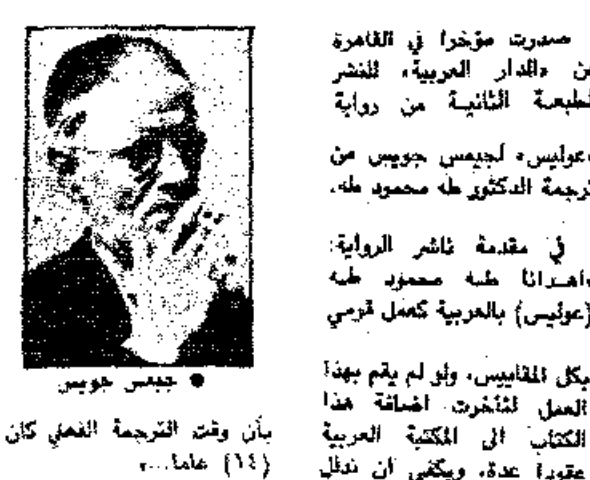 صدرت مؤخرا في القاهرة
عن «الدار العربية» للنشر
الطبعة الثانية من رواية
«عوليس» لجيمس جويس من
ترجمة الدكتور طه محمود طه.
في مقدمة ناشر الرواية:
«اهدانا طه محمود طه
(عوليس) بالعربية كعمل قومي
بكل المقاييس، ولو لم يقم بهذا
العمل لتأخرت اضافة هذا
الكتاب الى المكتبة العربية
عقودا عدة. ويكفي ان ندلل
● جيمس جويس
بأن وقت الترجمة الفعلي كان
(١٤) عاما...»